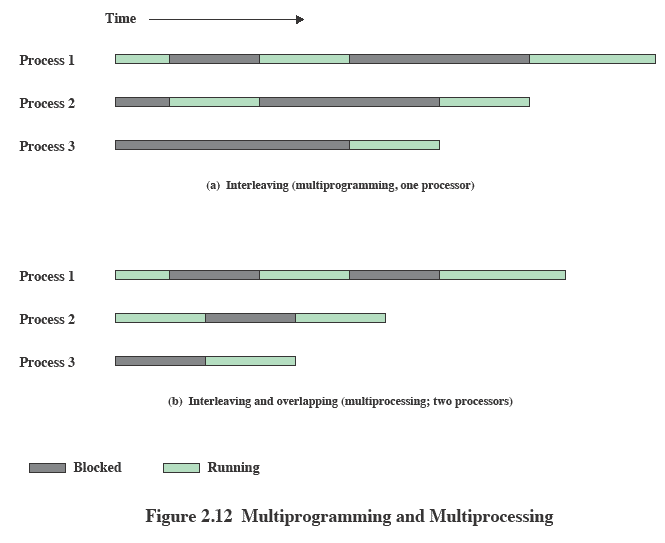 Time
Process 1
Process 2
Process 3
(a) Interleaving (multiprogramming, one processor)
Process 1
Process 2
Process 3
(b) Interleaving and overlapping (multiprocessing; two processors)
Blocked Running
Figure 2.12 Multiprogramming and Multiprocessing